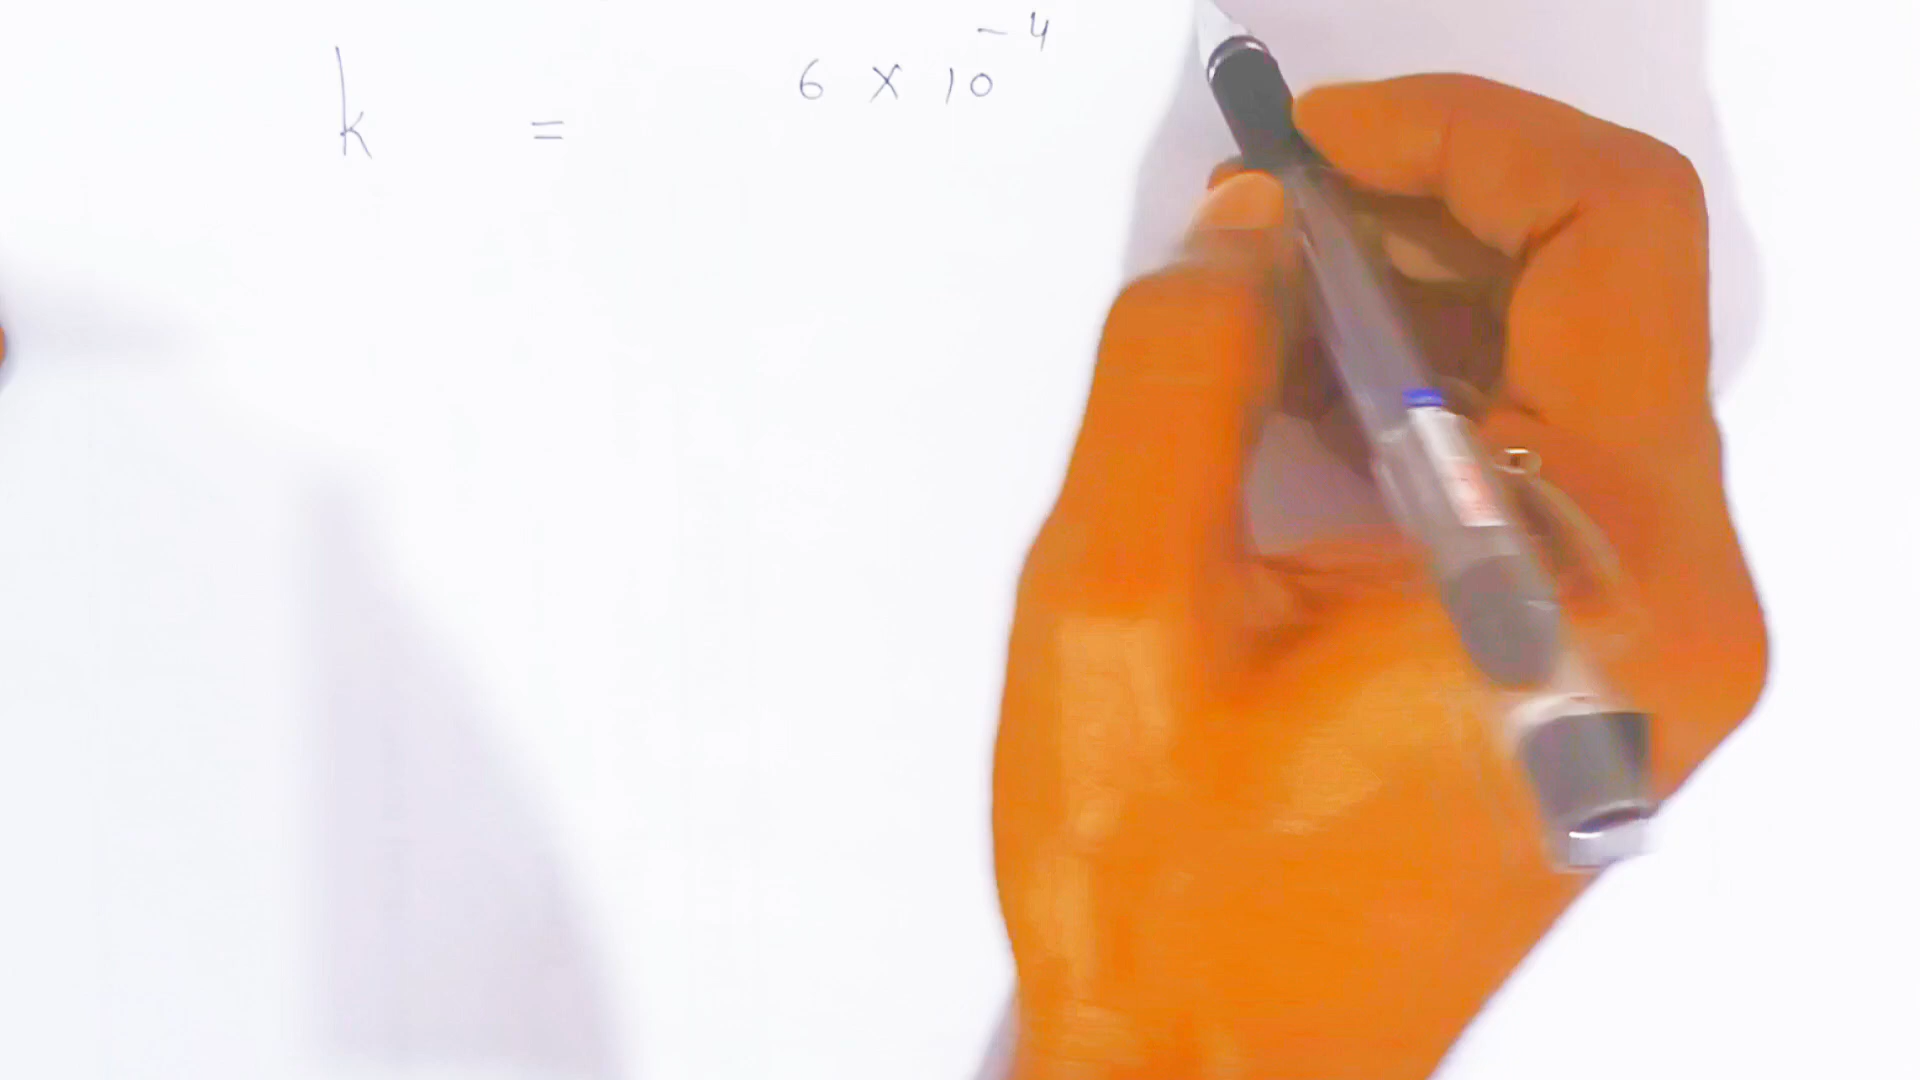 k = 6 × 10⁻⁴